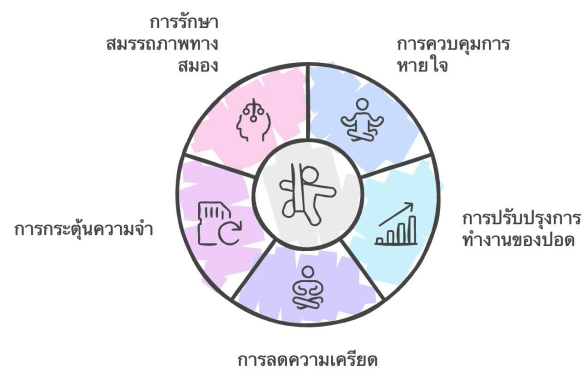 การรักษา
สมรรถภาพทาง
สมอง
การควบคุมการ
หายใจ
การกระตุ้นความจำ
การปรับปรุงการ
ทำงานของปอด
การลดความเครียด